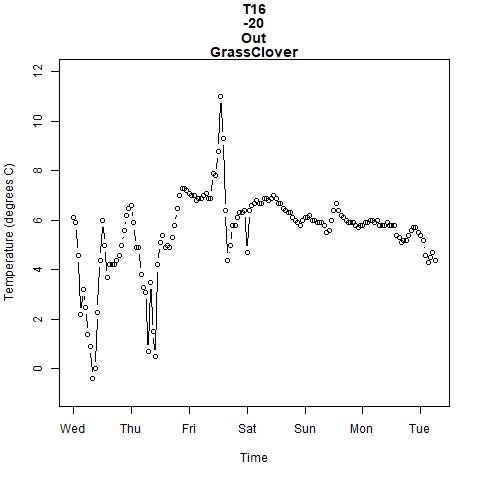 T16
-20
Out
GrassClover
Temperature (degrees C)
12
10
8
6
4
2
0
Wed Thu Fri Sat Sun Mon Tue
Time